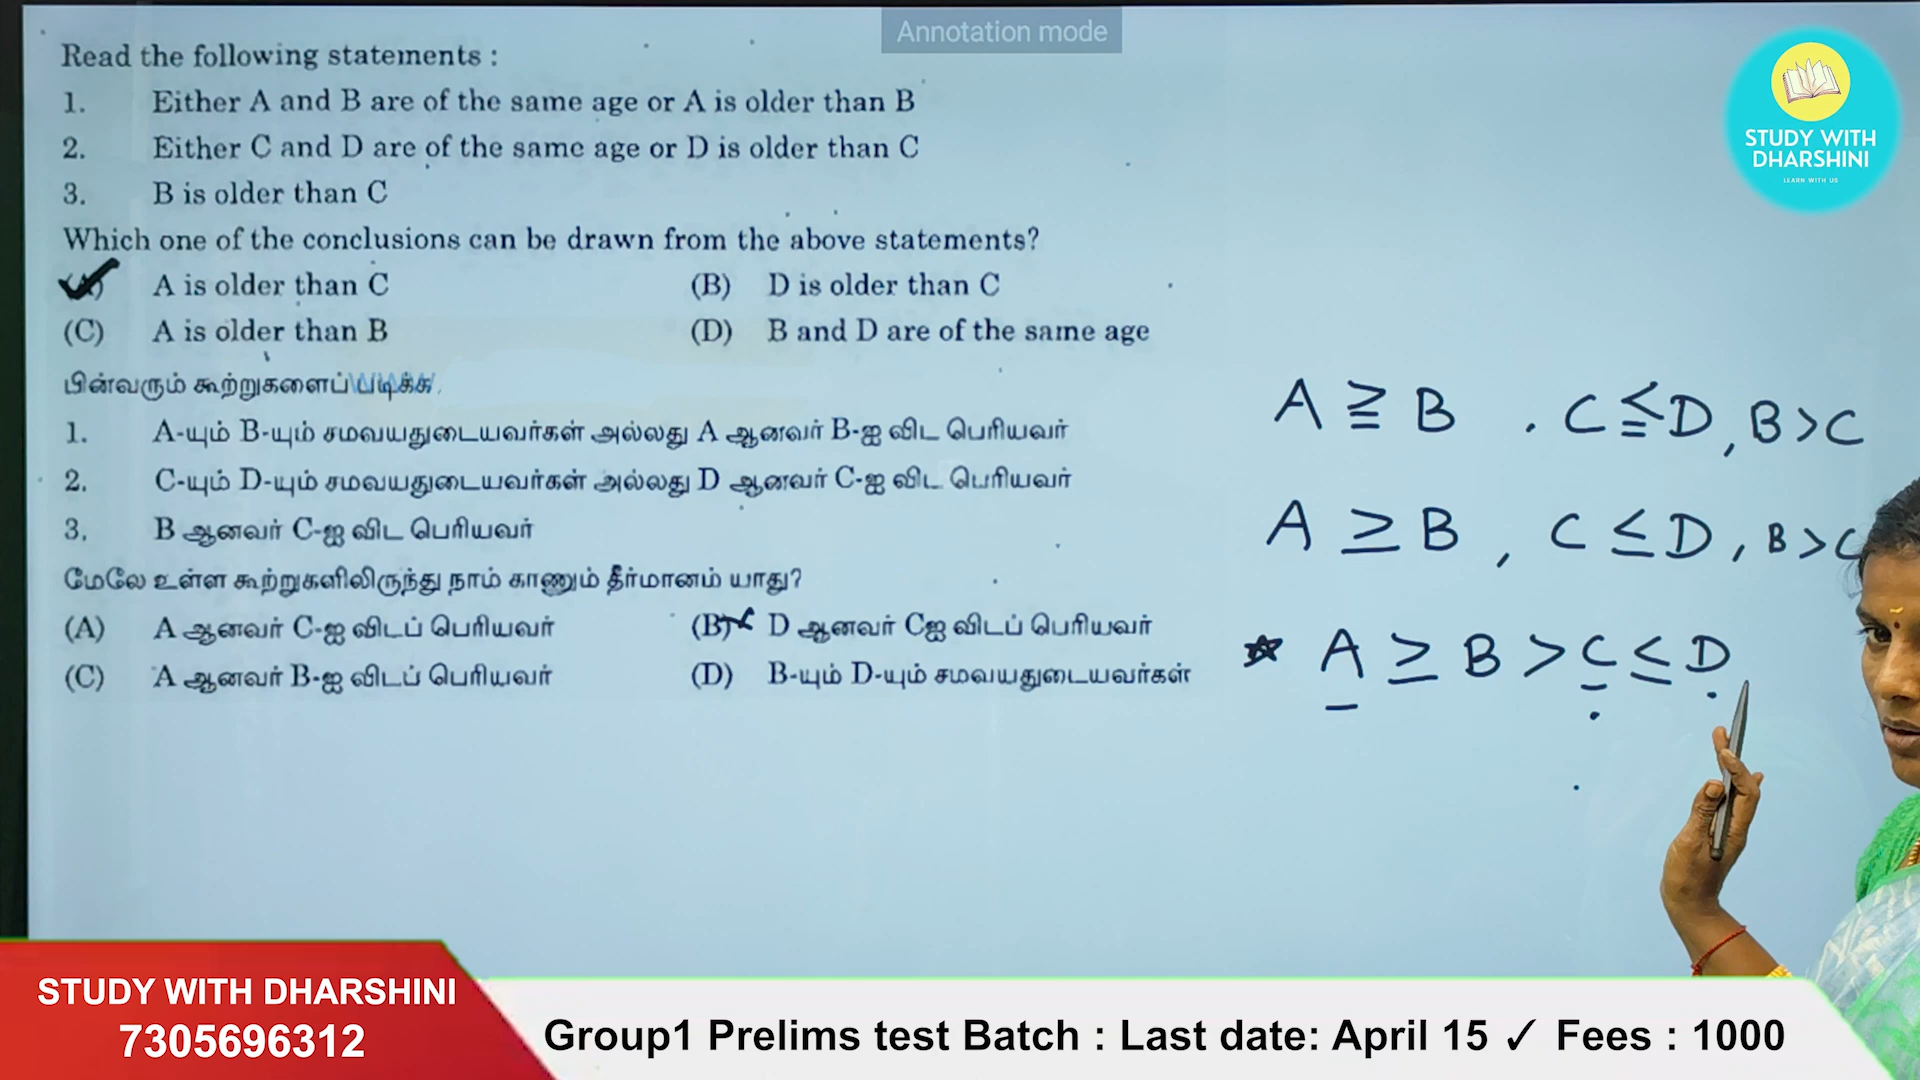 Annotation mode
Read the following statements :
1. Either A and B are of the same age or A is older than B
2. Either C and D are of the same age or D is older than C
3. B is older than C
Which one of the conclusions can be drawn from the above statements?
(A) A is older than C (B) D is older than C
(C) A is older than B (D) B and D are of the same age
பின்வரும் கூற்றுகளைப் படிக்க.
1. A-யும் B-யும் சமவயதுடையவர்கள் அல்லது A ஆனவர் B-ஐ விட பெரியவர்
2. C-யும் D-யும் சமவயதுடையவர்கள் அல்லது D ஆனவர் C-ஐ விட பெரியவர்
3. B ஆனவர் C-ஐ விட பெரியவர்
மேலே உள்ள கூற்றுகளிலிருந்து நாம் காணும் தீர்மானம் யாது?
(A) A ஆனவர் C-ஐ விடப் பெரியவர் (B) D ஆனவர் Cஐ விடப் பெரியவர்
(C) A ஆனவர் B-ஐ விடப் பெரியவர் (D) B-யும் D-யும் சமவயதுடையவர்கள்
A ≧ B . C ≦ D, B > C
A ≥ B , C ≤ D, B > C
☆ A ≥ B > C ≤ D
STUDY WITH
DHARSHINI
LEARN WITH US
STUDY WITH DHARSHINI
7305696312
Group1 Prelims test Batch : Last date: April 15 ✓ Fees : 1000